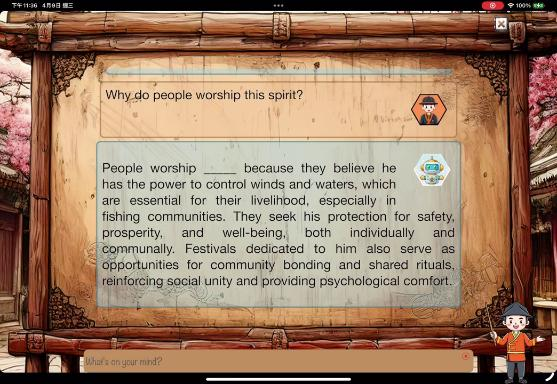 下午11:36 4月9日 週三
100%
Why do people worship this spirit?
People worship _____ because they believe he
has the power to control winds and waters, which
are essential for their livelihood, especially in
fishing communities. They seek his protection for safety,
prosperity, and well-being, both individually and
communally. Festivals dedicated to him also serve as
opportunities for community bonding and shared rituals,
reinforcing social unity and providing psychological comfort.
What's on your mind?